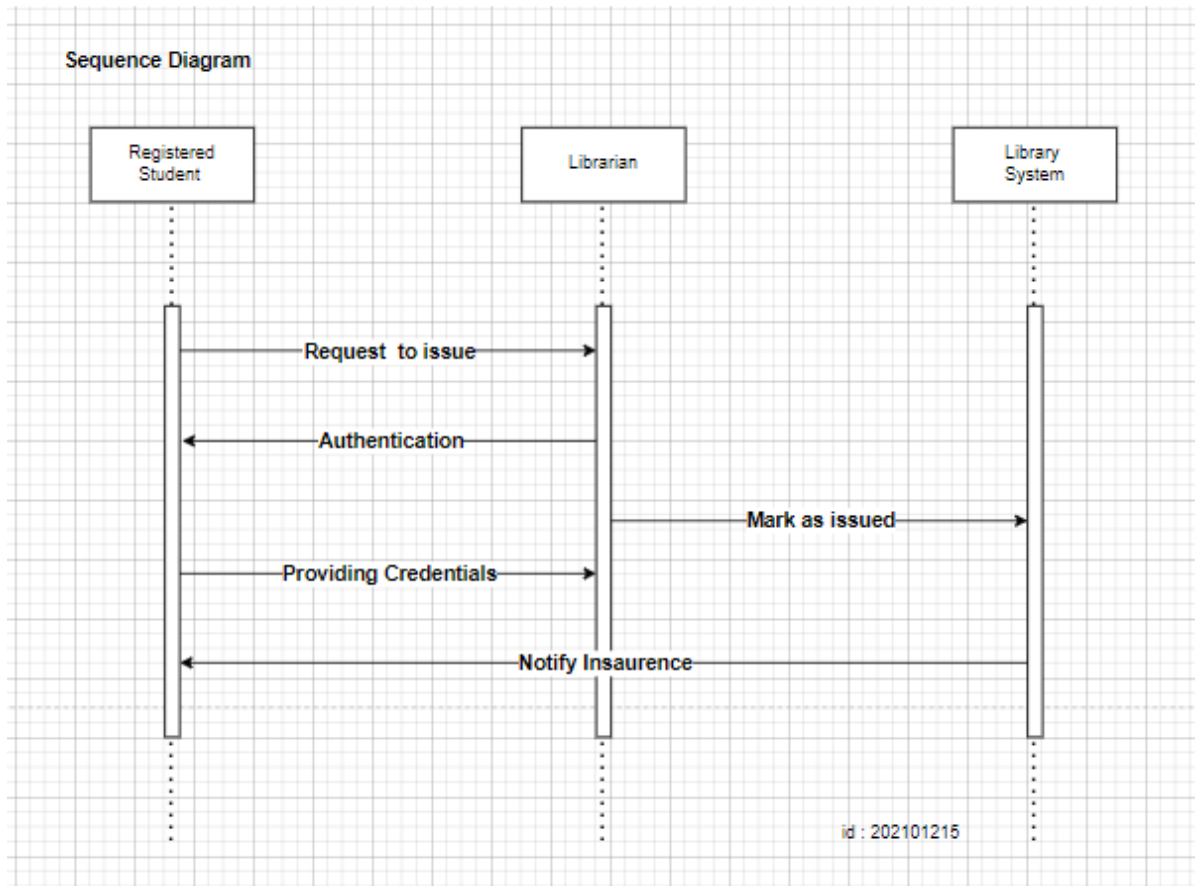 Sequence Diagram
Registered
Student
Librarian
Library
System
Request to issue
Authentication
Mark as issued
Providing Credentials
Notify Insaurence
id : 202101215